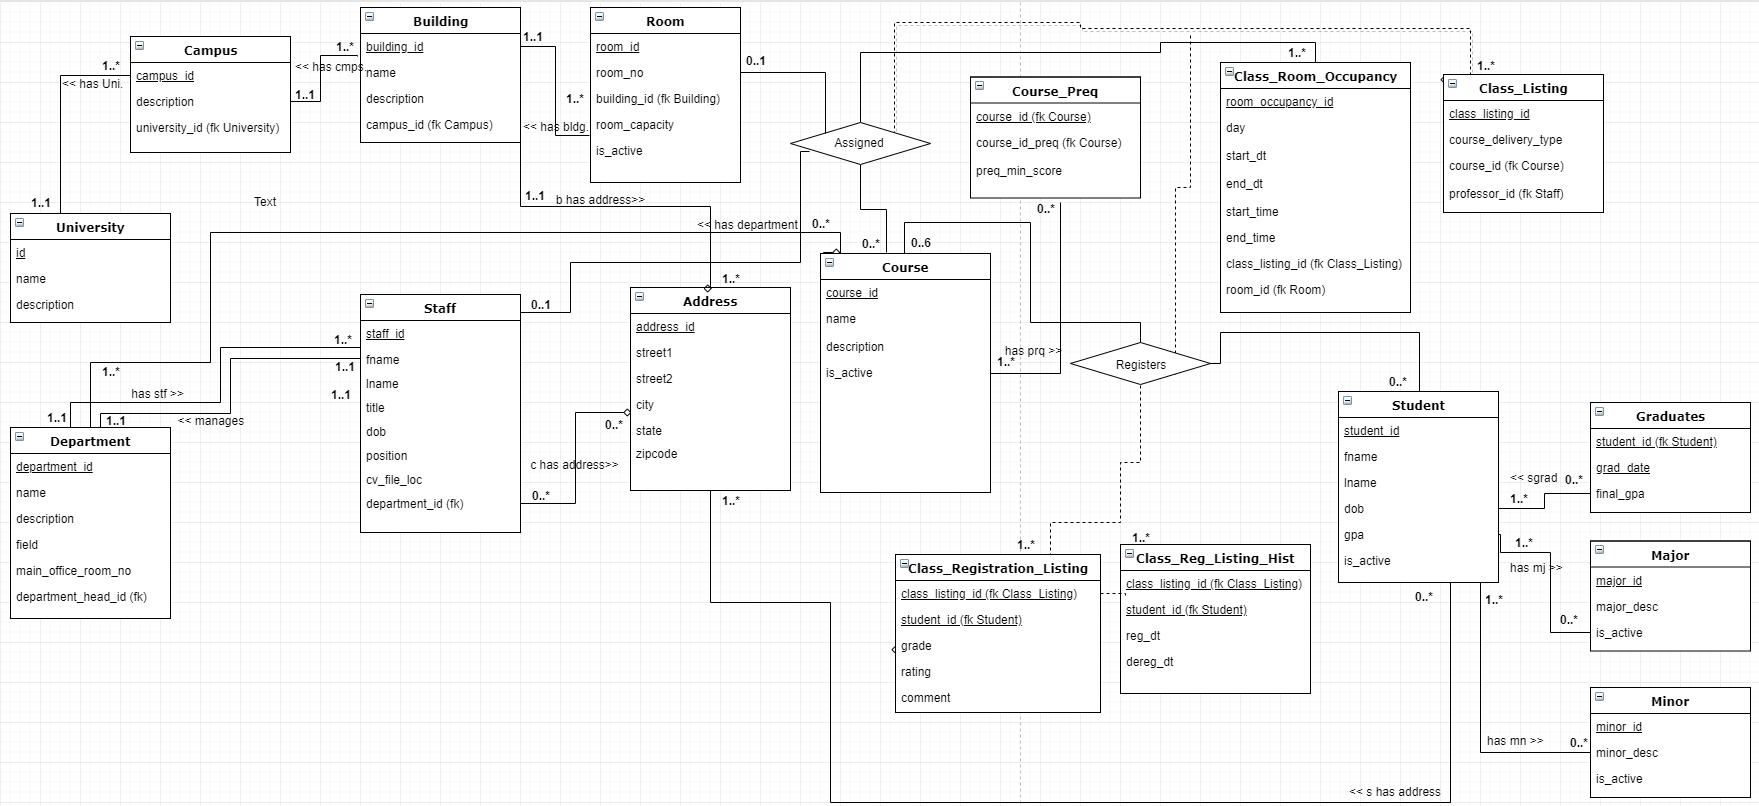 Campus
campus_id
description
university_id (fk University)
1..*
<< has Uni.
1..1
1..1
<< has cmps
1..*
Building
building_id
name
description
campus_id (fk Campus)
1..1
1..*
<< has bldg.
1..1
b has address>>
Room
room_id
room_no
building_id (fk Building)
room_capacity
is_active
0..1
Assigned
Course_Preq
course_id (fk Course)
course_id_preq (fk Course)
preq_min_score
0..*
1..*
Class_Room_Occupancy
room_occupancy_id
day
start_dt
end_dt
start_time
end_time
class_listing_id (fk Class_Listing)
room_id (fk Room)
1..*
Class_Listing
class_listing_id
course_delivery_type
course_id (fk Course)
professor_id (fk Staff)
Text
University
id
name
description
<< has department
0..*
0..*
0..6
Course
course_id
name
description
is_active
has prq >>
1..*
Registers
Staff
staff_id
fname
lname
title
dob
position
cv_file_loc
department_id (fk)
0..1
1..*
1..1
1..1
0..*
1..*
Address
address_id
street1
street2
city
state
zipcode
0..*
c has address>>
1..*
1..*
has stf >>
1..1
1..1
<< manages
Department
department_id
name
description
field
main_office_room_no
department_head_id (fk)
0..*
Student
student_id
fname
lname
dob
gpa
is_active
<< sgrad
0..*
1..*
Graduates
student_id (fk Student)
grad_date
final_gpa
1..*
has mj >>
0..*
Major
major_id
major_desc
is_active
0..*
1..*
has mn >>
0..*
Minor
minor_id
minor_desc
is_active
<< s has address
1..*
Class_Registration_Listing
class_listing_id (fk Class_Listing)
student_id (fk Student)
grade
rating
comment
1..*
Class_Reg_Listing_Hist
class_listing_id (fk Class_Listing)
student_id (fk Student)
reg_dt
dereg_dt